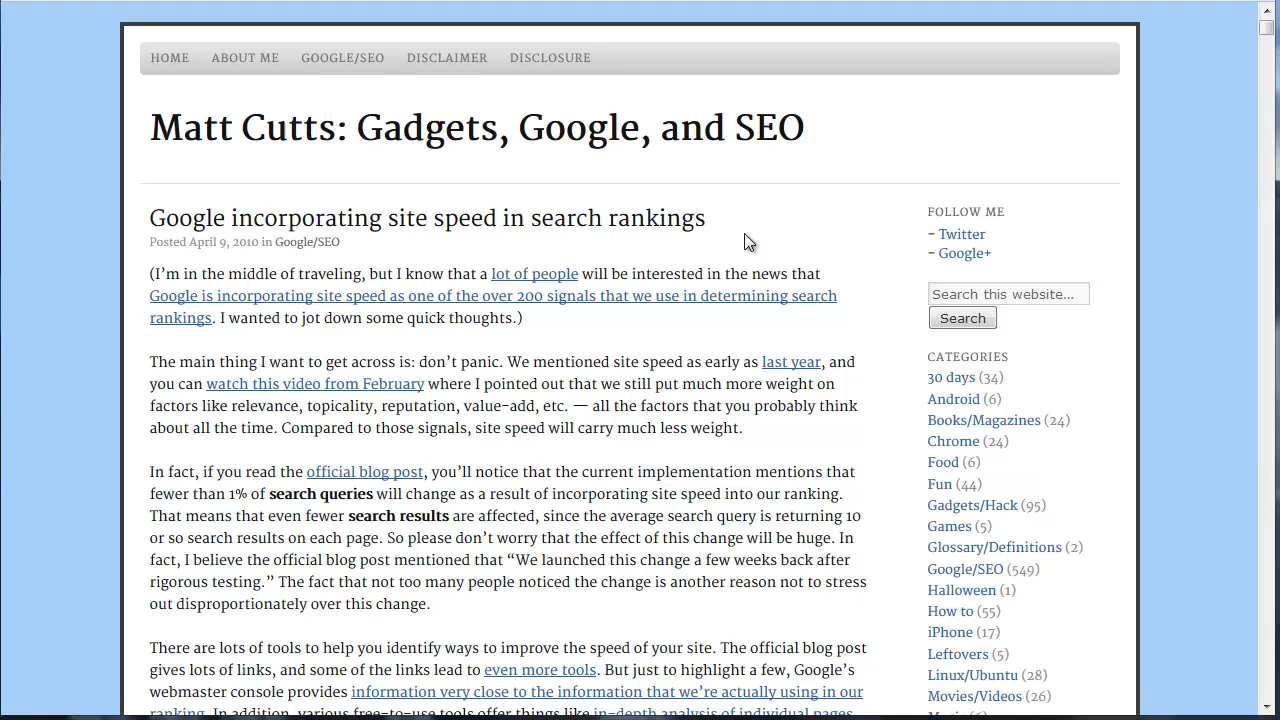 HOME ABOUT ME GOOGLE/SEO DISCLAIMER DISCLOSURE
Matt Cutts: Gadgets, Google, and SEO
Google incorporating site speed in search rankings
Posted April 9, 2010 in Google/SEO
(I’m in the middle of traveling, but I know that a lot of people will be interested in the news that
Google is incorporating site speed as one of the over 200 signals that we use in determining search
rankings. I wanted to jot down some quick thoughts.)
The main thing I want to get across is: don’t panic. We mentioned site speed as early as last year, and
you can watch this video from February where I pointed out that we still put much more weight on
factors like relevance, topicality, reputation, value-add, etc. — all the factors that you probably think
about all the time. Compared to those signals, site speed will carry much less weight.
In fact, if you read the official blog post, you’ll notice that the current implementation mentions that
fewer than 1% of search queries will change as a result of incorporating site speed into our ranking.
That means that even fewer search results are affected, since the average search query is returning 10
or so search results on each page. So please don’t worry that the effect of this change will be huge. In
fact, I believe the official blog post mentioned that “We launched this change a few weeks back after
rigorous testing.” The fact that not too many people noticed the change is another reason not to stress
out disproportionately over this change.
There are lots of tools to help you identify ways to improve the speed of your site. The official blog post
gives lots of links, and some of the links lead to even more tools. But just to highlight a few, Google’s
webmaster console provides information very close to the information that we’re actually using in our
ranking. In addition, various free-to-use tools offer things like in-depth analysis of individual pages
FOLLOW ME
- Twitter
- Google+
Search this website...
Search
CATEGORIES
30 days (34)
Android (6)
Books/Magazines (24)
Chrome (24)
Food (6)
Fun (44)
Gadgets/Hack (95)
Games (5)
Glossary/Definitions (2)
Google/SEO (549)
Halloween (1)
How to (55)
iPhone (17)
Leftovers (5)
Linux/Ubuntu (28)
Movies/Videos (26)